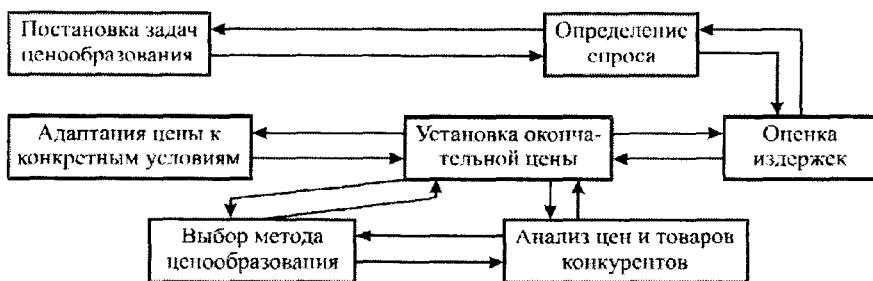 Постановка задач
ценообразования
Определение
спроса
Адаптация цены к
конкретным условиям
Установка оконча-
тельной цены
Оценка
издержек
Выбор метода
ценообразования
Анализ цен и товаров
конкурентов